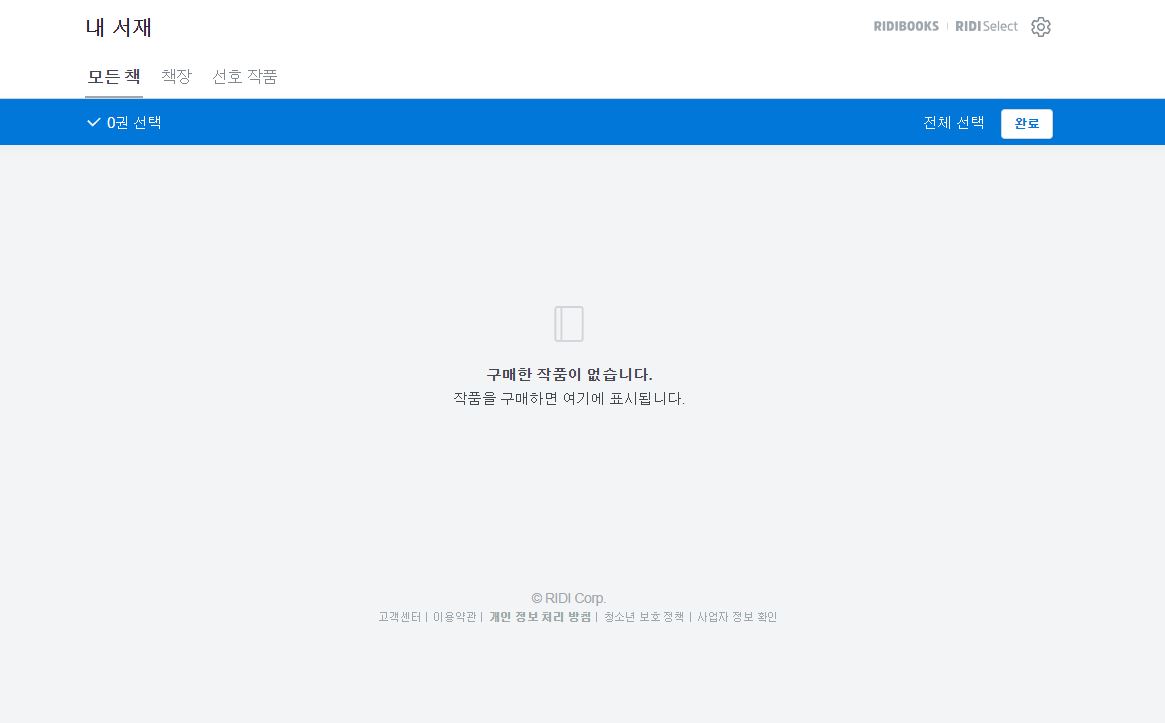 내 서재
RIDIBOOKS | RIDI Select
모든 책 책장 선호 작품
0권 선택
전체 선택 완료
구매한 작품이 없습니다.
작품을 구매하면 여기에 표시됩니다.
© RIDI Corp.
고객센터 | 이용약관 | 개인 정보 처리 방침 | 청소년 보호 정책 | 사업자 정보 확인